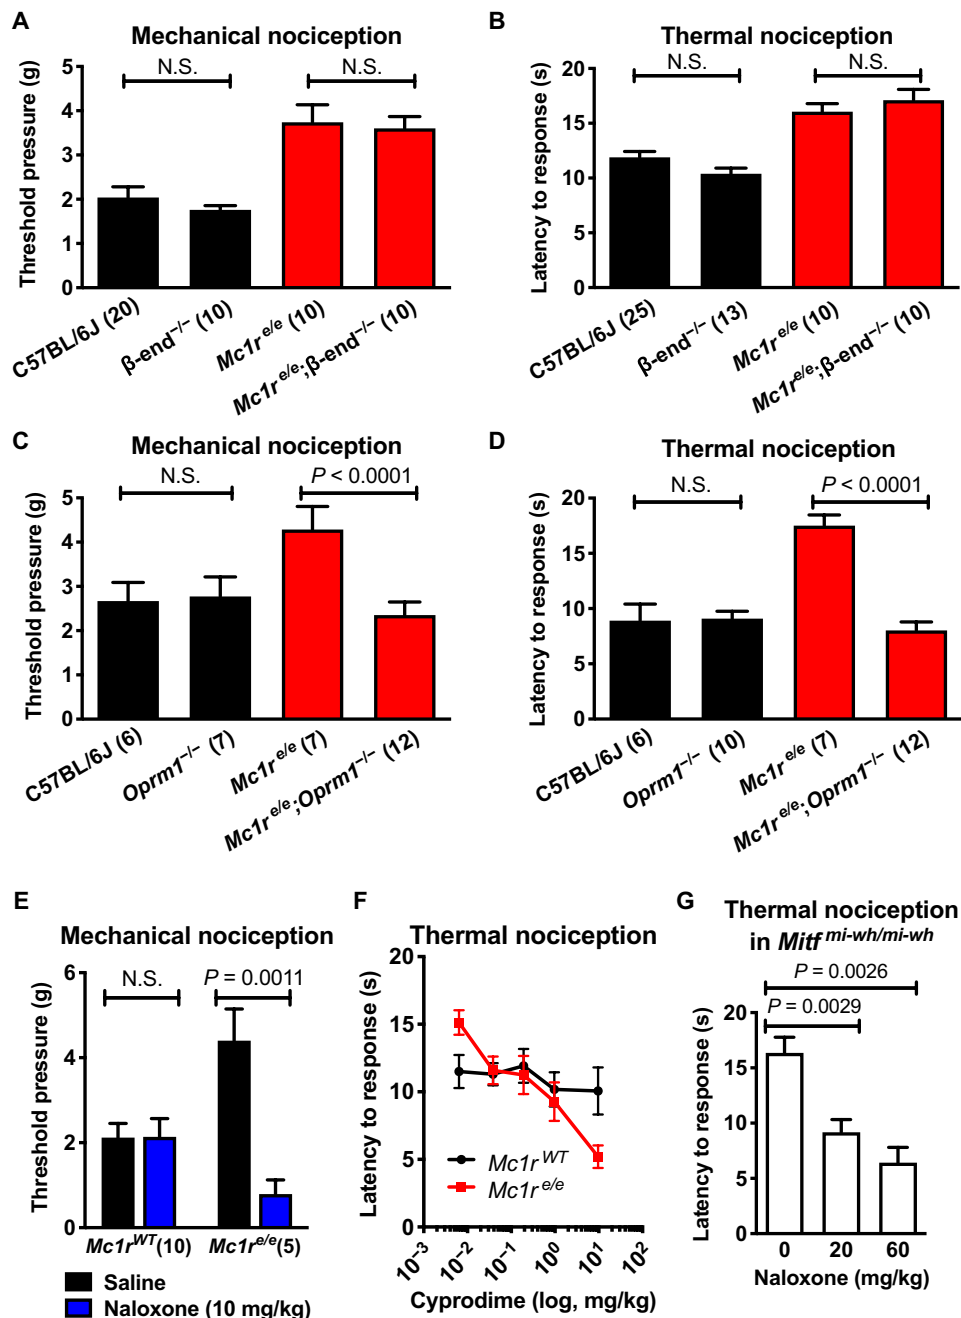 A
Mechanical nociception
N.S.
N.S.
Threshold pressure (g)
5
4
3
2
1
0
C57BL/6J (20)
β-end−/− (10)
Mc1r e/e (10)
Mc1r e/e;β-end−/− (10)
B
Thermal nociception
N.S.
N.S.
Latency to response (s)
20
15
10
5
0
C57BL/6J (25)
β-end−/− (13)
Mc1r e/e (10)
Mc1r e/e;β-end−/− (10)
C
Mechanical nociception
N.S.
P < 0.0001
Threshold pressure (g)
5
4
3
2
1
0
C57BL/6J (6)
Oprm1−/− (7)
Mc1r e/e (7)
Mc1r e/e;Oprm1−/− (12)
D
Thermal nociception
N.S.
P < 0.0001
Latency to response (s)
20
15
10
5
0
C57BL/6J (6)
Oprm1−/− (10)
Mc1r e/e (7)
Mc1r e/e;Oprm1−/− (12)
E
Mechanical nociception
N.S.
P = 0.0011
Threshold pressure (g)
6
4
2
0
Mc1r WT(10)
Mc1r e/e(5)
Saline
Naloxone (10 mg/kg)
F
Thermal nociception
Latency to response (s)
20
15
10
5
0
Mc1r WT
Mc1r e/e
10−3
10−2
10−1
100
101
102
Cyprodime (log, mg/kg)
G
Thermal nociception
in Mitf mi-wh/mi-wh
P = 0.0026
P = 0.0029
Latency to response (s)
20
15
10
5
0
0
20
60
Naloxone (mg/kg)